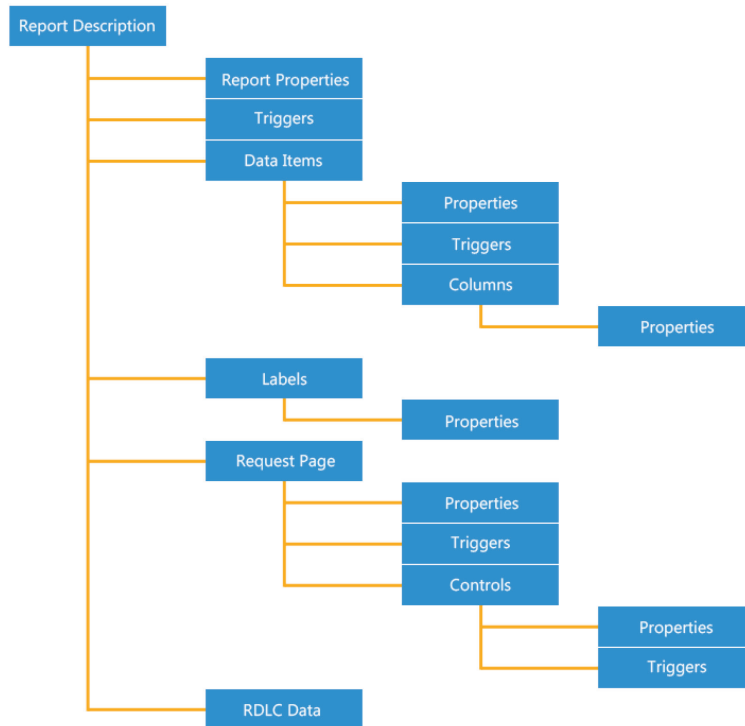 Report Description
Report Properties
Triggers
Data Items
Properties
Triggers
Columns
Properties
Labels
Properties
Request Page
Properties
Triggers
Controls
Properties
Triggers
RDLC Data